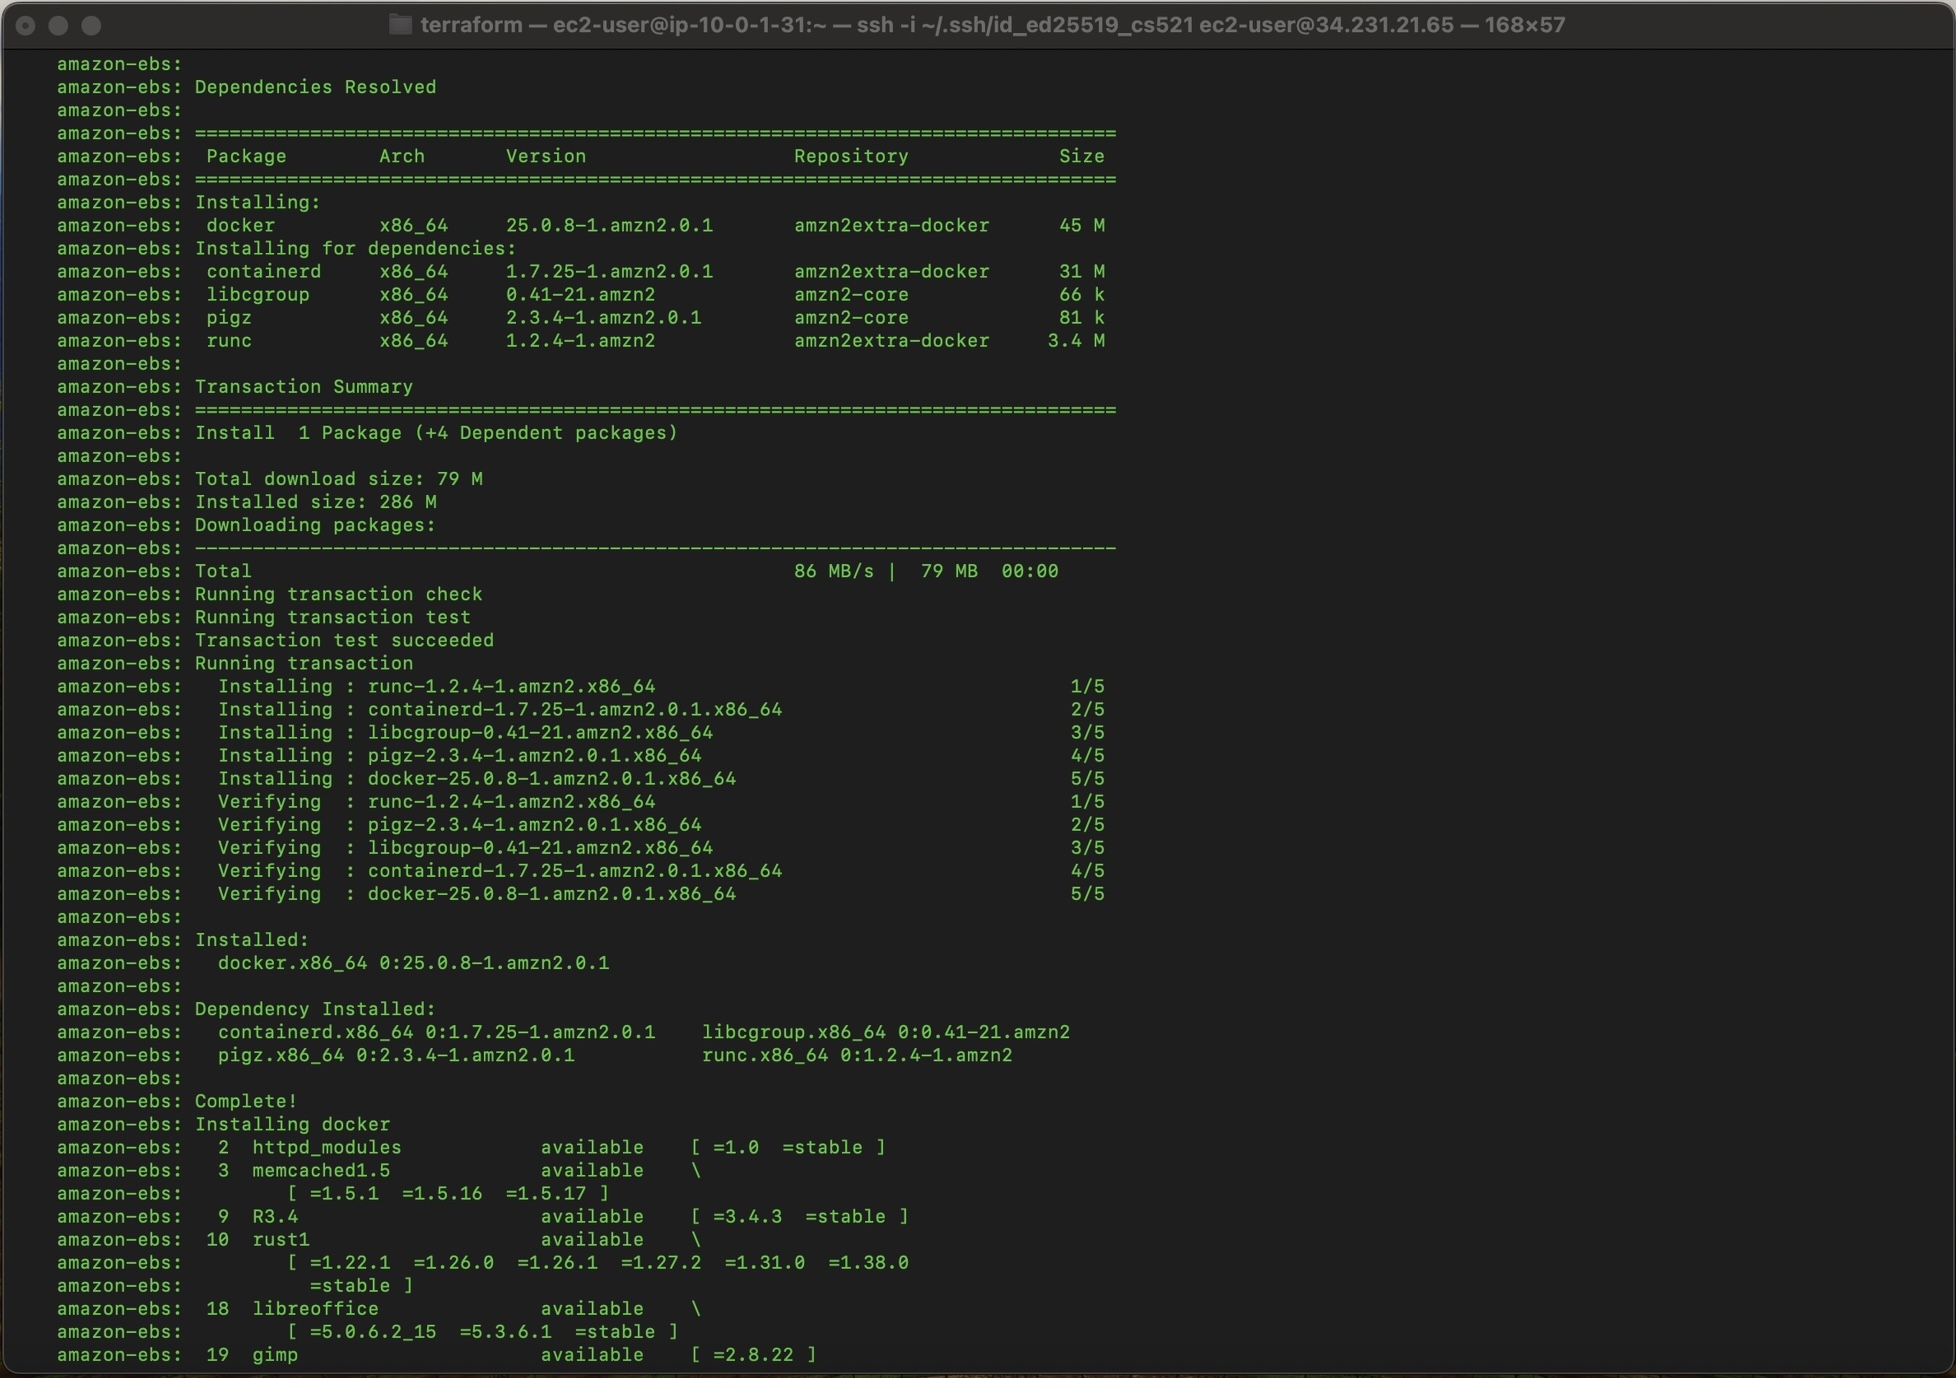 terraform — ec2-user@ip-10-0-1-31:~ — ssh -i ~/.ssh/id_ed25519_cs521 ec2-user@34.231.21.65 — 168×57
amazon-ebs:
amazon-ebs: Dependencies Resolved
amazon-ebs:
amazon-ebs: ================================================================================
amazon-ebs:  Package        Arch       Version                  Repository             Size
amazon-ebs: ================================================================================
amazon-ebs: Installing:
amazon-ebs:  docker         x86_64     25.0.8-1.amzn2.0.1       amzn2extra-docker      45 M
amazon-ebs: Installing for dependencies:
amazon-ebs:  containerd     x86_64     1.7.25-1.amzn2.0.1       amzn2extra-docker      31 M
amazon-ebs:  libcgroup      x86_64     0.41-21.amzn2            amzn2-core             66 k
amazon-ebs:  pigz           x86_64     2.3.4-1.amzn2.0.1        amzn2-core             81 k
amazon-ebs:  runc           x86_64     1.2.4-1.amzn2            amzn2extra-docker     3.4 M
amazon-ebs:
amazon-ebs: Transaction Summary
amazon-ebs: ================================================================================
amazon-ebs: Install  1 Package (+4 Dependent packages)
amazon-ebs:
amazon-ebs: Total download size: 79 M
amazon-ebs: Installed size: 286 M
amazon-ebs: Downloading packages:
amazon-ebs: --------------------------------------------------------------------------------
amazon-ebs: Total                                               86 MB/s |  79 MB  00:00
amazon-ebs: Running transaction check
amazon-ebs: Running transaction test
amazon-ebs: Transaction test succeeded
amazon-ebs: Running transaction
amazon-ebs:   Installing : runc-1.2.4-1.amzn2.x86_64                                    1/5
amazon-ebs:   Installing : containerd-1.7.25-1.amzn2.0.1.x86_64                         2/5
amazon-ebs:   Installing : libcgroup-0.41-21.amzn2.x86_64                               3/5
amazon-ebs:   Installing : pigz-2.3.4-1.amzn2.0.1.x86_64                                4/5
amazon-ebs:   Installing : docker-25.0.8-1.amzn2.0.1.x86_64                             5/5
amazon-ebs:   Verifying  : runc-1.2.4-1.amzn2.x86_64                                    1/5
amazon-ebs:   Verifying  : pigz-2.3.4-1.amzn2.0.1.x86_64                                2/5
amazon-ebs:   Verifying  : libcgroup-0.41-21.amzn2.x86_64                               3/5
amazon-ebs:   Verifying  : containerd-1.7.25-1.amzn2.0.1.x86_64                         4/5
amazon-ebs:   Verifying  : docker-25.0.8-1.amzn2.0.1.x86_64                             5/5
amazon-ebs:
amazon-ebs: Installed:
amazon-ebs:   docker.x86_64 0:25.0.8-1.amzn2.0.1
amazon-ebs:
amazon-ebs: Dependency Installed:
amazon-ebs:   containerd.x86_64 0:1.7.25-1.amzn2.0.1    libcgroup.x86_64 0:0.41-21.amzn2
amazon-ebs:   pigz.x86_64 0:2.3.4-1.amzn2.0.1           runc.x86_64 0:1.2.4-1.amzn2
amazon-ebs:
amazon-ebs: Complete!
amazon-ebs: Installing docker
amazon-ebs:   2  httpd_modules            available    [ =1.0  =stable ]
amazon-ebs:   3  memcached1.5             available    \
amazon-ebs:         [ =1.5.1  =1.5.16  =1.5.17 ]
amazon-ebs:   9  R3.4                     available    [ =3.4.3  =stable ]
amazon-ebs:  10  rust1                    available    \
amazon-ebs:         [ =1.22.1  =1.26.0  =1.26.1  =1.27.2  =1.31.0  =1.38.0
amazon-ebs:           =stable ]
amazon-ebs:  18  libreoffice              available    \
amazon-ebs:         [ =5.0.6.2_15  =5.3.6.1  =stable ]
amazon-ebs:  19  gimp                     available    [ =2.8.22 ]